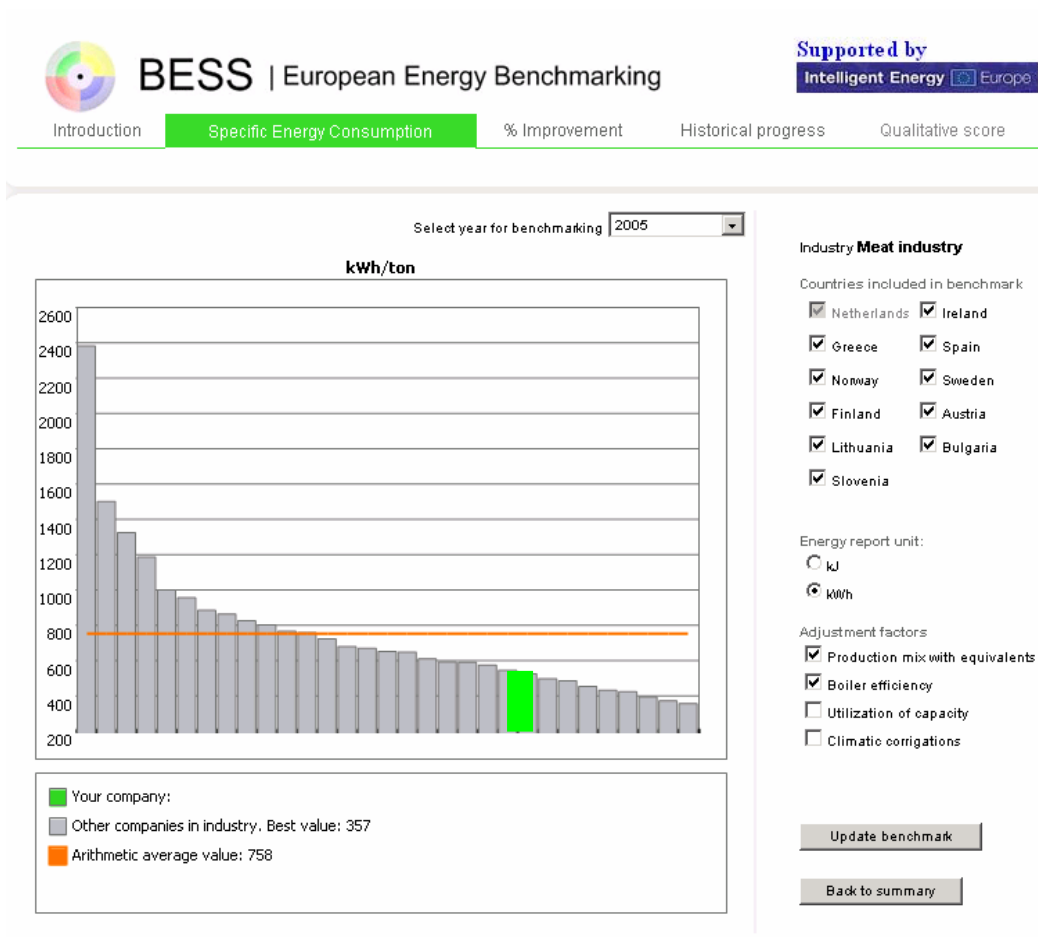 BESS | European Energy Benchmarking
Supported by
Intelligent Energy Europe
Introduction
Specific Energy Consumption
% Improvement
Historical progress
Qualitative score
Select year for benchmarking 2005
kWh/ton
2600
2400
2200
2000
1800
1600
1400
1200
1000
800
600
400
200
Your company:
Other companies in industry. Best value: 357
Arithmetic average value: 758
Industry Meat industry
Countries included in benchmark
Netherlands Ireland
Greece Spain
Norway Sweden
Finland Austria
Lithuania Bulgaria
Slovenia
Energy report unit:
kJ
kWh
Adjustment factors
Production mix with equivalents
Boiler efficiency
Utilization of capacity
Climatic corrigations
Update benchmark
Back to summary